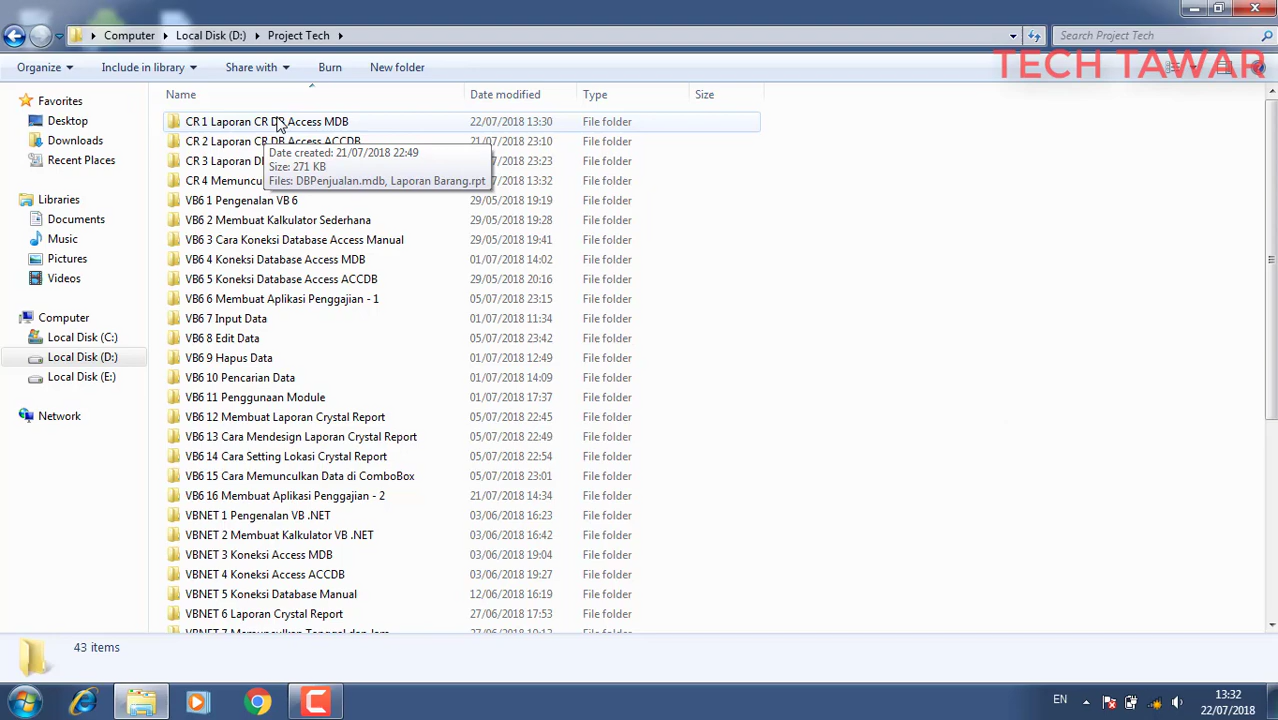 Computer
Local Disk (D:)
Project Tech
Search Project Tech
Organize
Include in library
Share with
Burn
New folder
TECH TAWAR
Name
Date modified
Type
Size
Favorites
Desktop
Downloads
Recent Places
Libraries
Documents
Music
Pictures
Videos
Computer
Local Disk (C:)
Local Disk (D:)
Local Disk (E:)
Network
CR 1 Laporan CR DB Access MDB 22/07/2018 13:30 File folder
CR 2 Laporan CR DB Access ACCDB 21/07/2018 23:10 File folder
CR 3 Laporan 23:23 File folder
CR 4 13:32 File folder
Date created: 21/07/2018 22:49
Size: 271 KB
Files: DBPenjualan.mdb, Laporan Barang.rpt
VB6 1 Pengenalan VB 6 29/05/2018 19:19 File folder
VB6 2 Membuat Kalkulator Sederhana 29/05/2018 19:28 File folder
VB6 3 Cara Koneksi Database Access Manual 29/05/2018 19:41 File folder
VB6 4 Koneksi Database Access MDB 01/07/2018 14:02 File folder
VB6 5 Koneksi Database Access ACCDB 29/05/2018 20:16 File folder
VB6 6 Membuat Aplikasi Penggajian - 1 05/07/2018 23:15 File folder
VB6 7 Input Data 01/07/2018 11:34 File folder
VB6 8 Edit Data 05/07/2018 23:42 File folder
VB6 9 Hapus Data 01/07/2018 12:49 File folder
VB6 10 Pencarian Data 01/07/2018 14:09 File folder
VB6 11 Penggunaan Module 01/07/2018 17:37 File folder
VB6 12 Membuat Laporan Crystal Report 05/07/2018 22:45 File folder
VB6 13 Cara Mendesign Laporan Crystal Report 05/07/2018 22:49 File folder
VB6 14 Cara Setting Lokasi Crystal Report 05/07/2018 22:54 File folder
VB6 15 Cara Memunculkan Data di ComboBox 05/07/2018 23:01 File folder
VB6 16 Membuat Aplikasi Penggajian - 2 21/07/2018 14:34 File folder
VBNET 1 Pengenalan VB .NET 03/06/2018 16:23 File folder
VBNET 2 Membuat Kalkulator VB .NET 03/06/2018 16:42 File folder
VBNET 3 Koneksi Access MDB 03/06/2018 19:04 File folder
VBNET 4 Koneksi Access ACCDB 03/06/2018 19:27 File folder
VBNET 5 Koneksi Database Manual 12/06/2018 16:19 File folder
VBNET 6 Laporan Crystal Report 27/06/2018 17:53 File folder
43 items
EN
13:32
22/07/2018